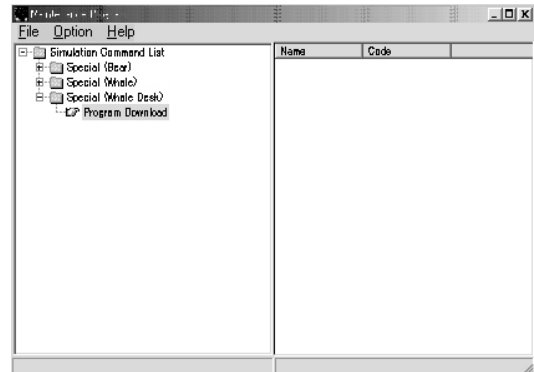 File Option Help
Simulation Command List
Special (Bear)
Special (Whale)
Special (Whale Desk)
Program Download
Name Code